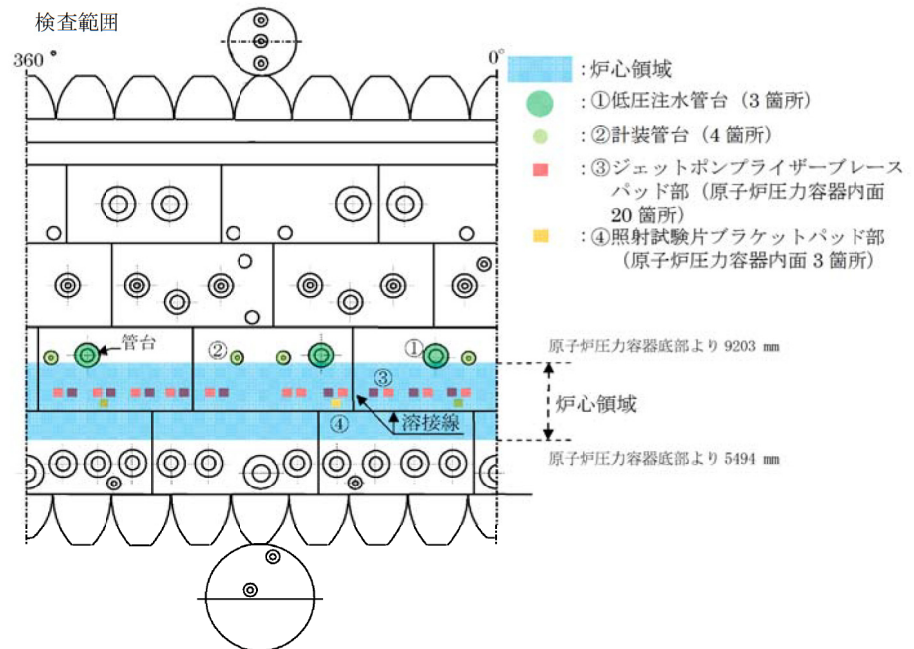 検査範囲
360°
0°
:炉心領域
:①低圧注水管台（3 箇所）
:②計装管台（4 箇所）
:③ジェットポンプライザーブレース
パッド部（原子炉圧力容器内面
20 箇所）
:④照射試験片ブラケットパッド部
（原子炉圧力容器内面 3 箇所）
管台
②
①
原子炉圧力容器底部より 9203 mm
③
炉心領域
④
溶接線
原子炉圧力容器底部より 5494 mm